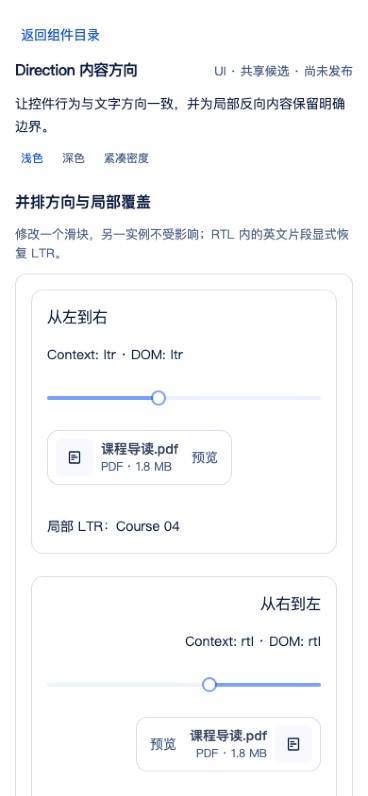 返回组件目录
Direction 内容方向
UI · 共享候选 · 尚未发布
让控件行为与文字方向一致，并为局部反向内容保留明确
边界。
浅色 深色 紧凑密度
并排方向与局部覆盖
修改一个滑块，另一实例不受影响；RTL 内的英文片段显式恢
复 LTR。
从左到右
Context: ltr · DOM: ltr
课程导读.pdf
PDF · 1.8 MB
预览
局部 LTR：Course 04
从右到左
Context: rtl · DOM: rtl
预览
课程导读.pdf
PDF · 1.8 MB